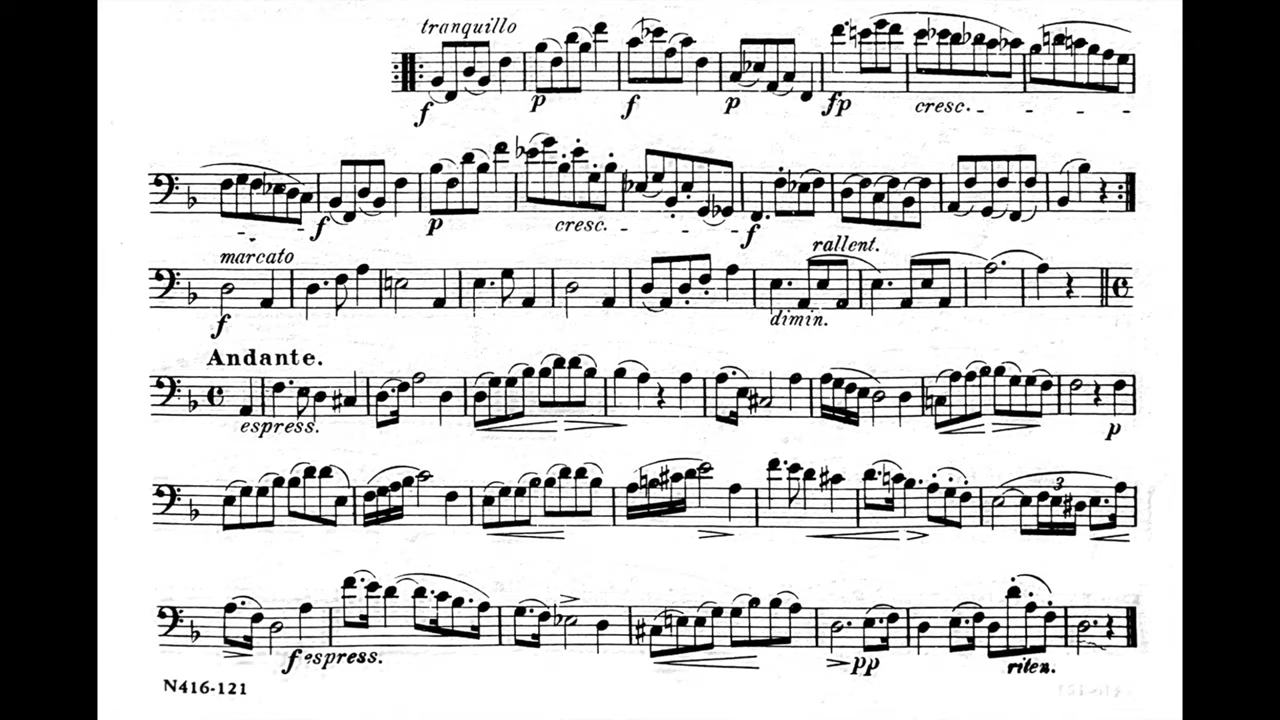 tranquillo
f p f p fp cresc.
f p cresc. f
marcato rallent.
f dimin.
Andante.
espress. p
3
f espress. pp riten.
N416-121